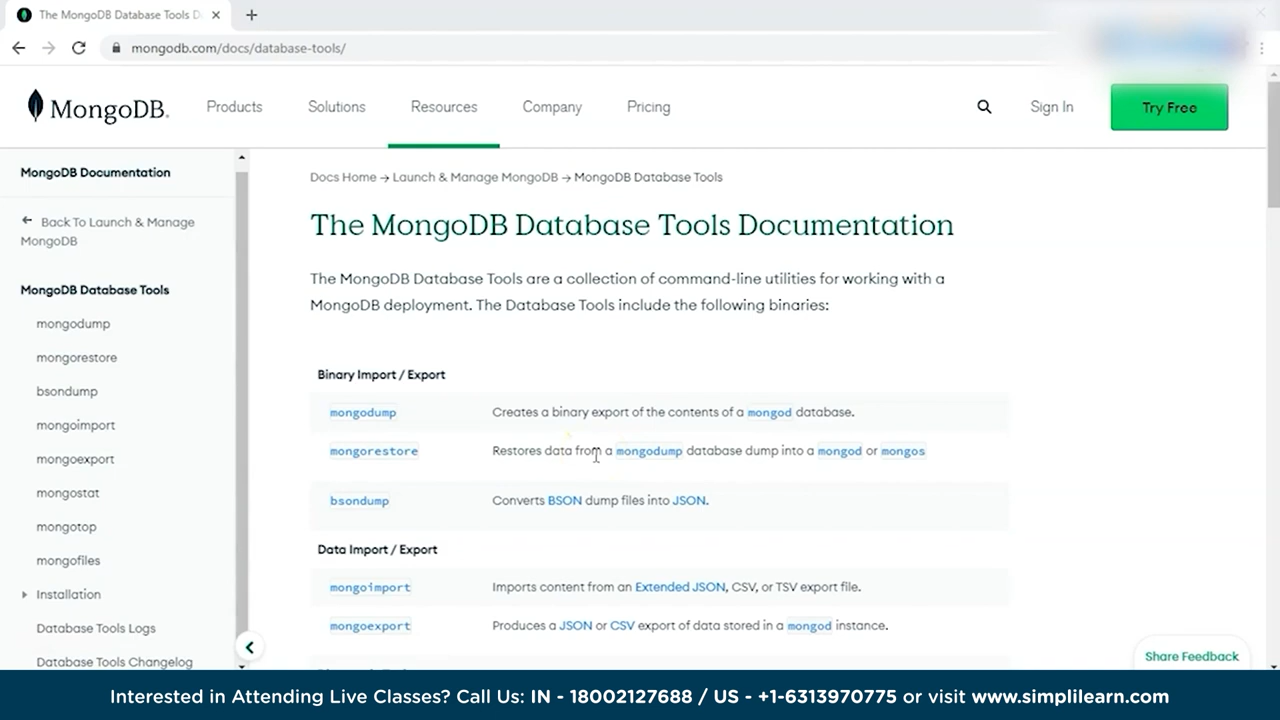 The MongoDB Database Tools D
mongodb.com/docs/database-tools/
MongoDB.
Products
Solutions
Resources
Company
Pricing
Sign In
Try Free
MongoDB Documentation
Back To Launch & Manage
MongoDB
MongoDB Database Tools
mongodump
mongorestore
bsondump
mongoimport
mongoexport
mongostat
mongotop
mongofiles
Installation
Database Tools Logs
Database Tools Changelog
Docs Home → Launch & Manage MongoDB → MongoDB Database Tools
The MongoDB Database Tools Documentation
The MongoDB Database Tools are a collection of command-line utilities for working with a
MongoDB deployment. The Database Tools include the following binaries:
Binary Import / Export
mongodump Creates a binary export of the contents of a mongod database.
mongorestore Restores data from a mongodump database dump into a mongod or mongos
bsondump Converts BSON dump files into JSON.
Data Import / Export
mongoimport Imports content from an Extended JSON, CSV, or TSV export file.
mongoexport Produces a JSON or CSV export of data stored in a mongod instance.
Share Feedback
Interested in Attending Live Classes? Call Us: IN - 18002127688 / US - +1-6313970775 or visit www.simplilearn.com